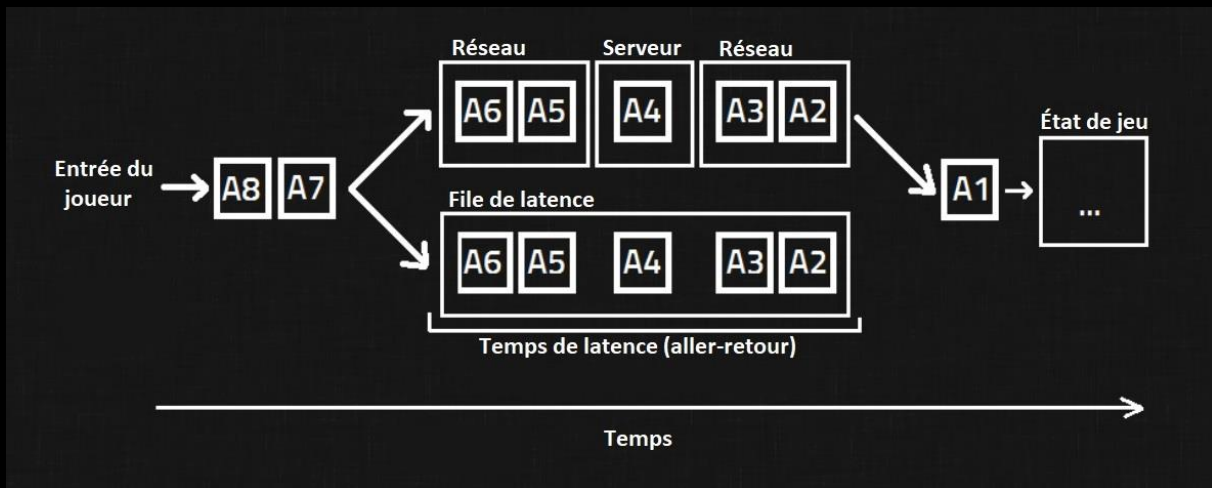 Réseau
Serveur
Réseau
A6 A5 A4 A3 A2
État de jeu
Entrée du
joueur
A8 A7
A1
...
File de latence
A6 A5 A4 A3 A2
Temps de latence (aller-retour)
Temps